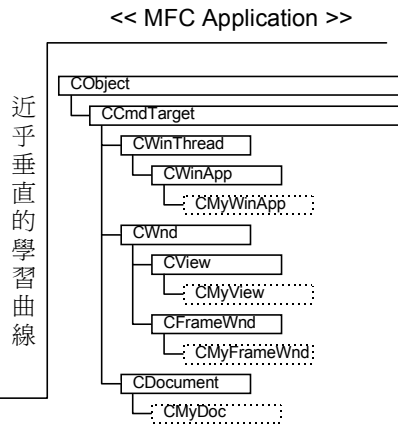 << MFC Application >>
近乎垂直的學習曲線
CObject
CCmdTarget
CWinThread
CWinApp
CMyWinApp
CWnd
CView
CMyView
CFrameWnd
CMyFrameWnd
CDocument
CMyDoc